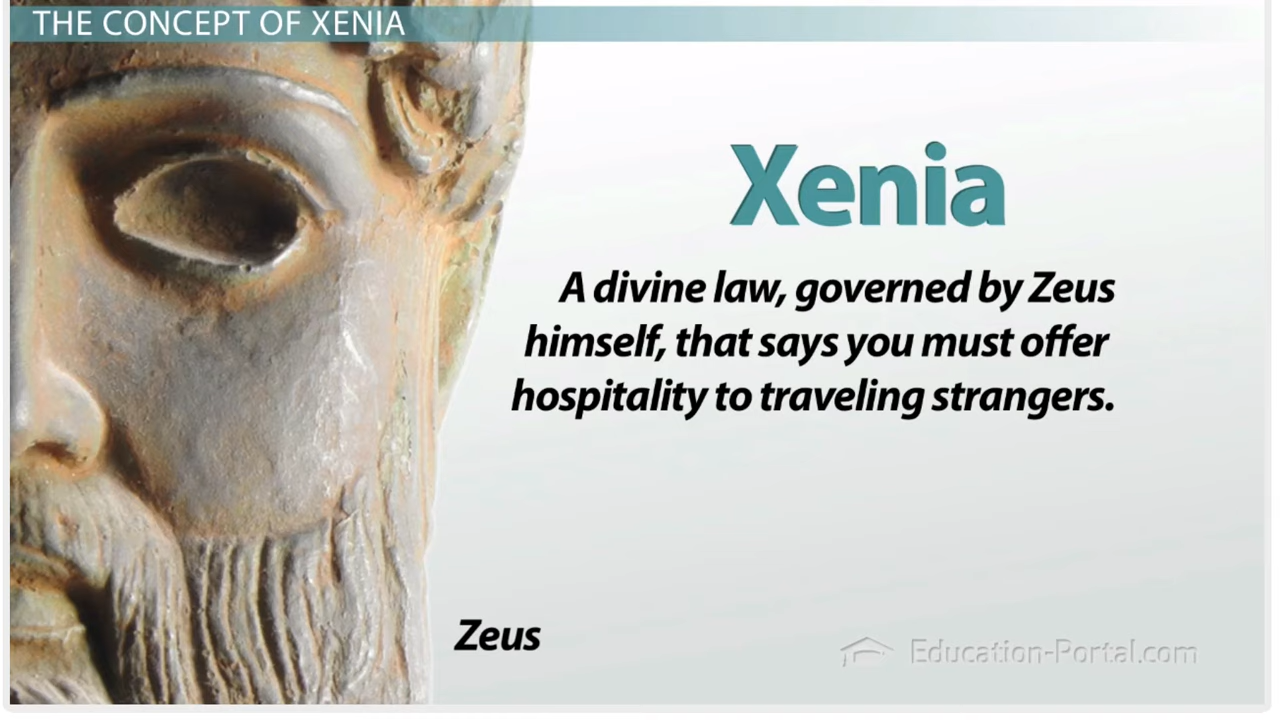 THE CONCEPT OF XENIA
Xenia
A divine law, governed by Zeus
himself, that says you must offer
hospitality to traveling strangers.
Zeus
Education-Portal.com